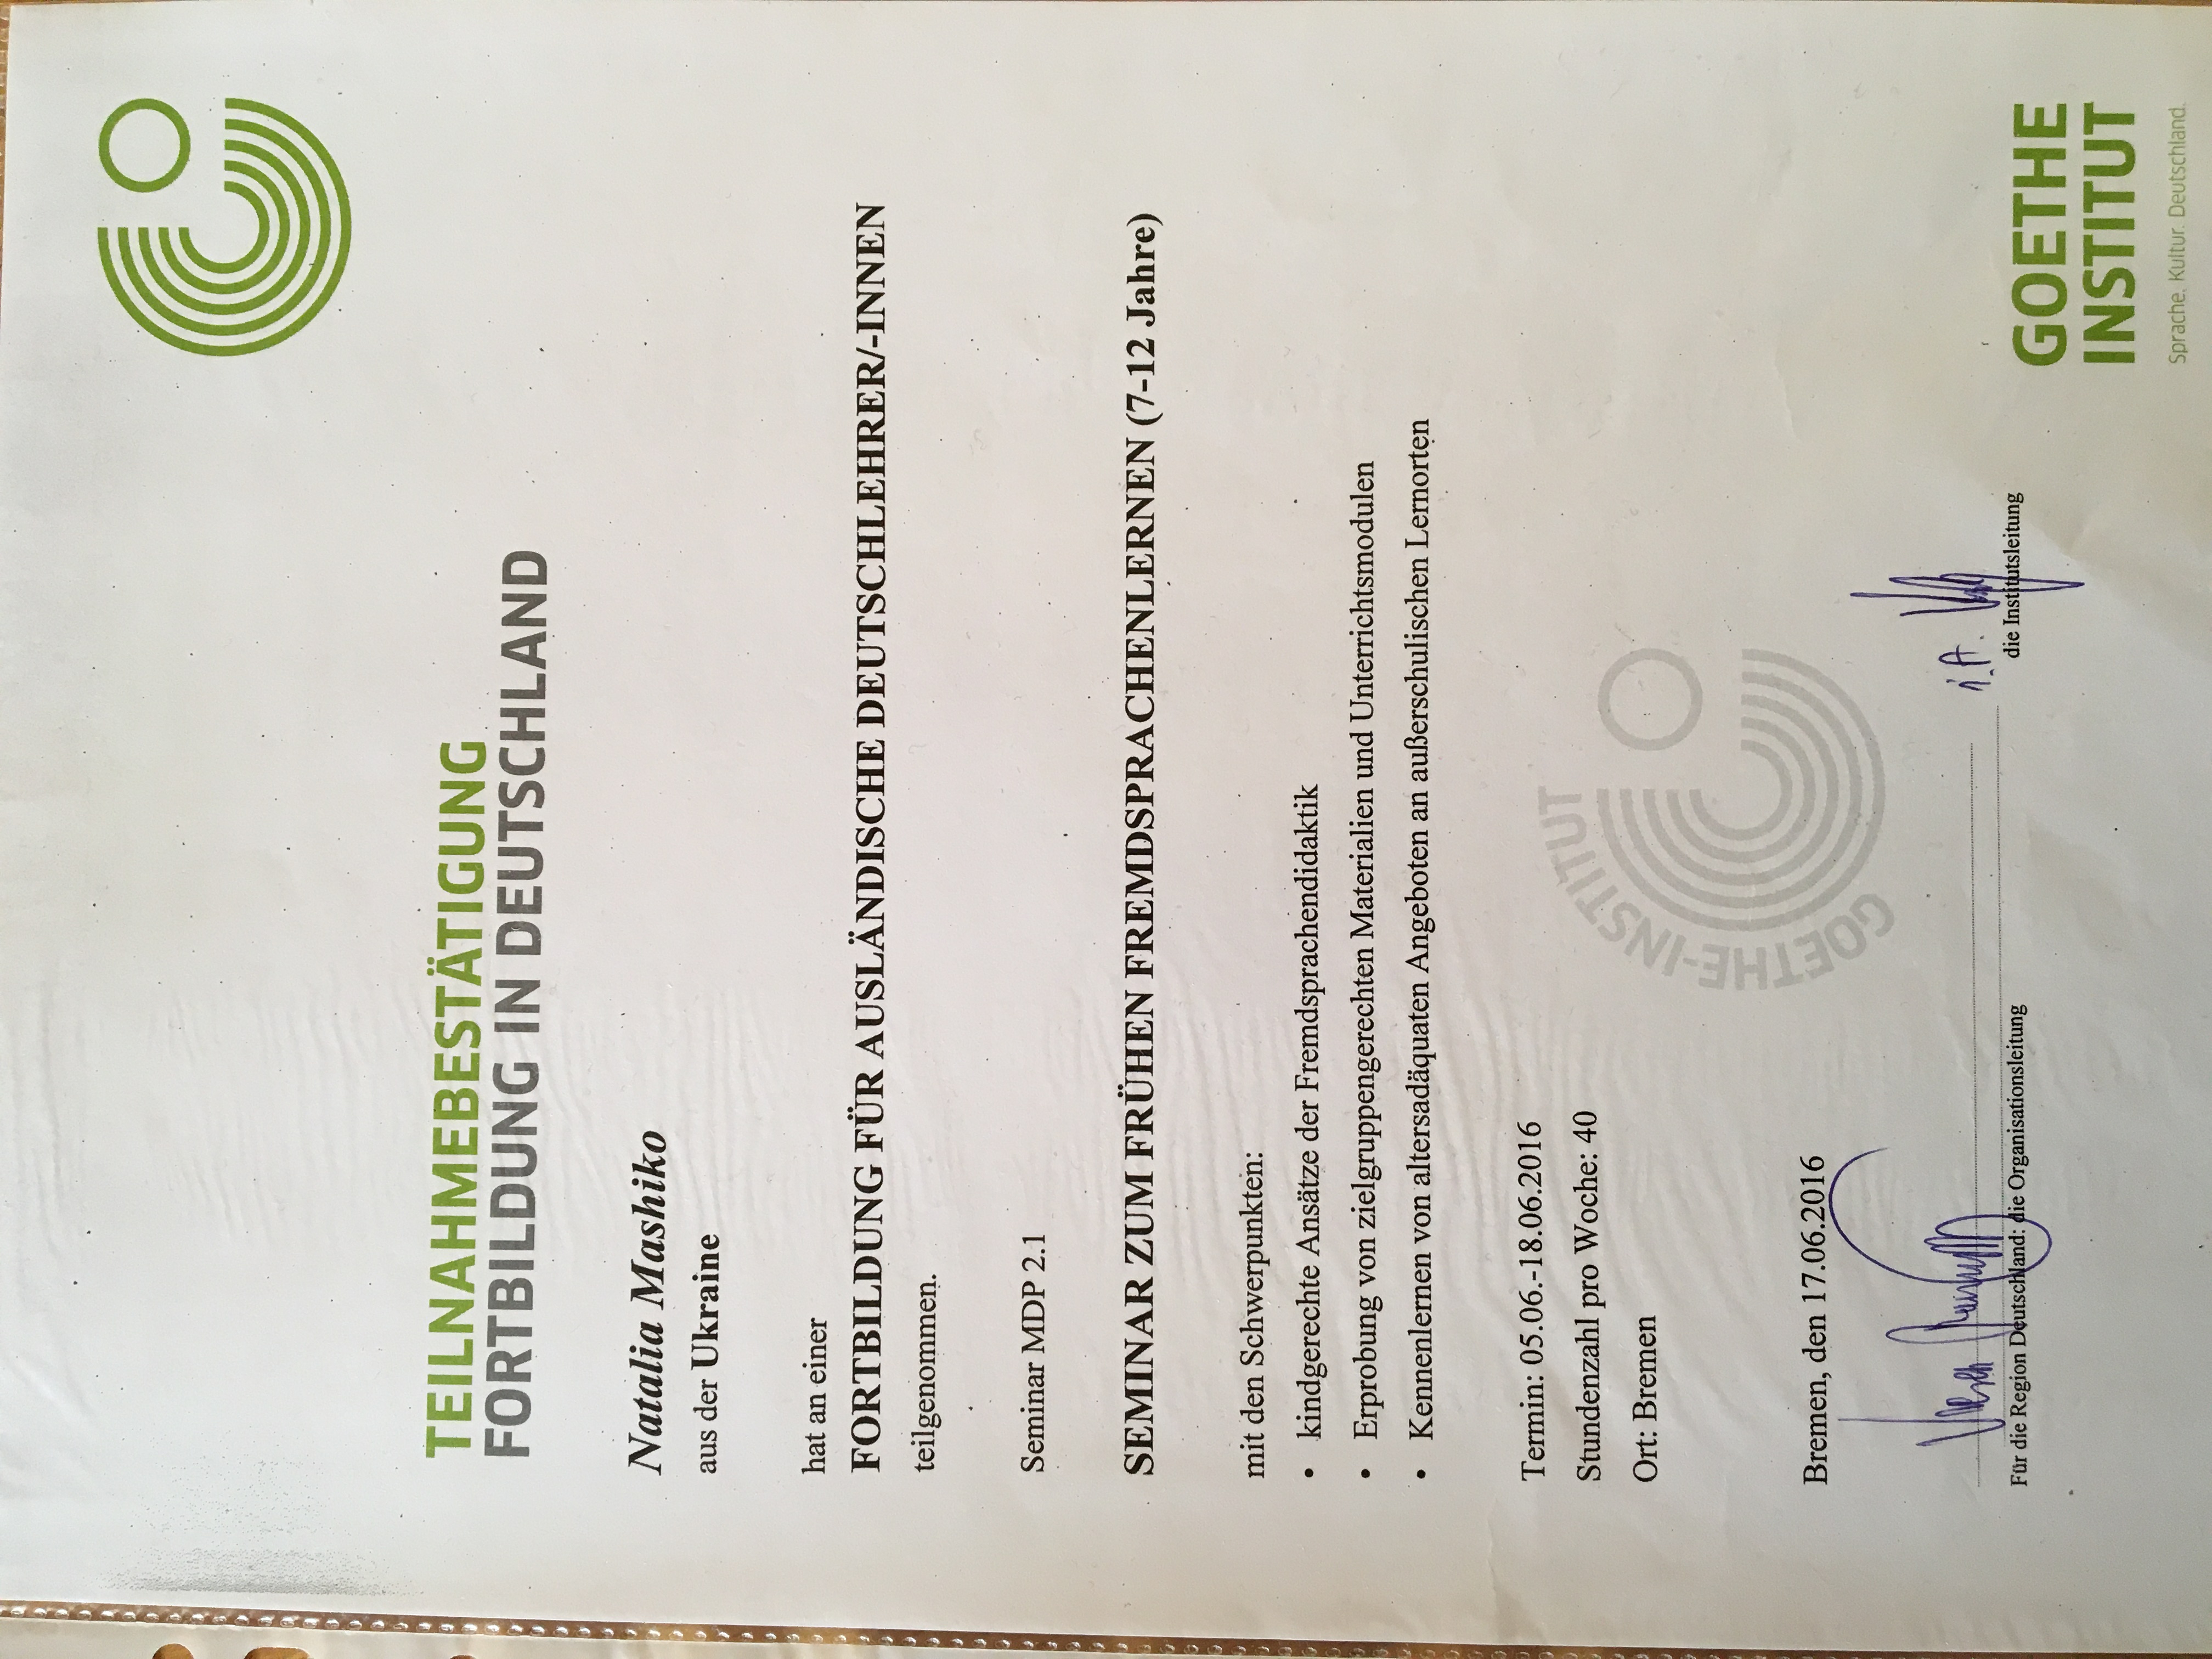 TEILNAHMEBESTÄTIGUNG
FORTBILDUNG IN DEUTSCHLAND
Natalia Mashiko
aus der Ukraine
hat an einer
FORTBILDUNG FÜR AUSLÄNDISCHE DEUTSCHLEHRER/-INNEN
teilgenommen.
Seminar MDP 2.1
SEMINAR ZUM FRÜHEN FREMDSPRACHENLERNEN (7-12 Jahre)
mit den Schwerpunkten:
• kindgerechte Ansätze der Fremdsprachendidaktik
• Erprobung von zielgruppengerechten Materialien und Unterrichtsmodulen
• Kennenlernen von altersadäquaten Angeboten an außerschulischen Lernorten
Termin: 05.06.-18.06.2016
Stundenzahl pro Woche: 40
Ort: Bremen
GOETHE-INSTITUT
Bremen, den 17.06.2016
i.A.
Für die Region Deutschland: die Organisationsleitung
die Institutsleitung
GOETHE
INSTITUT
Sprache. Kultur. Deutschland.